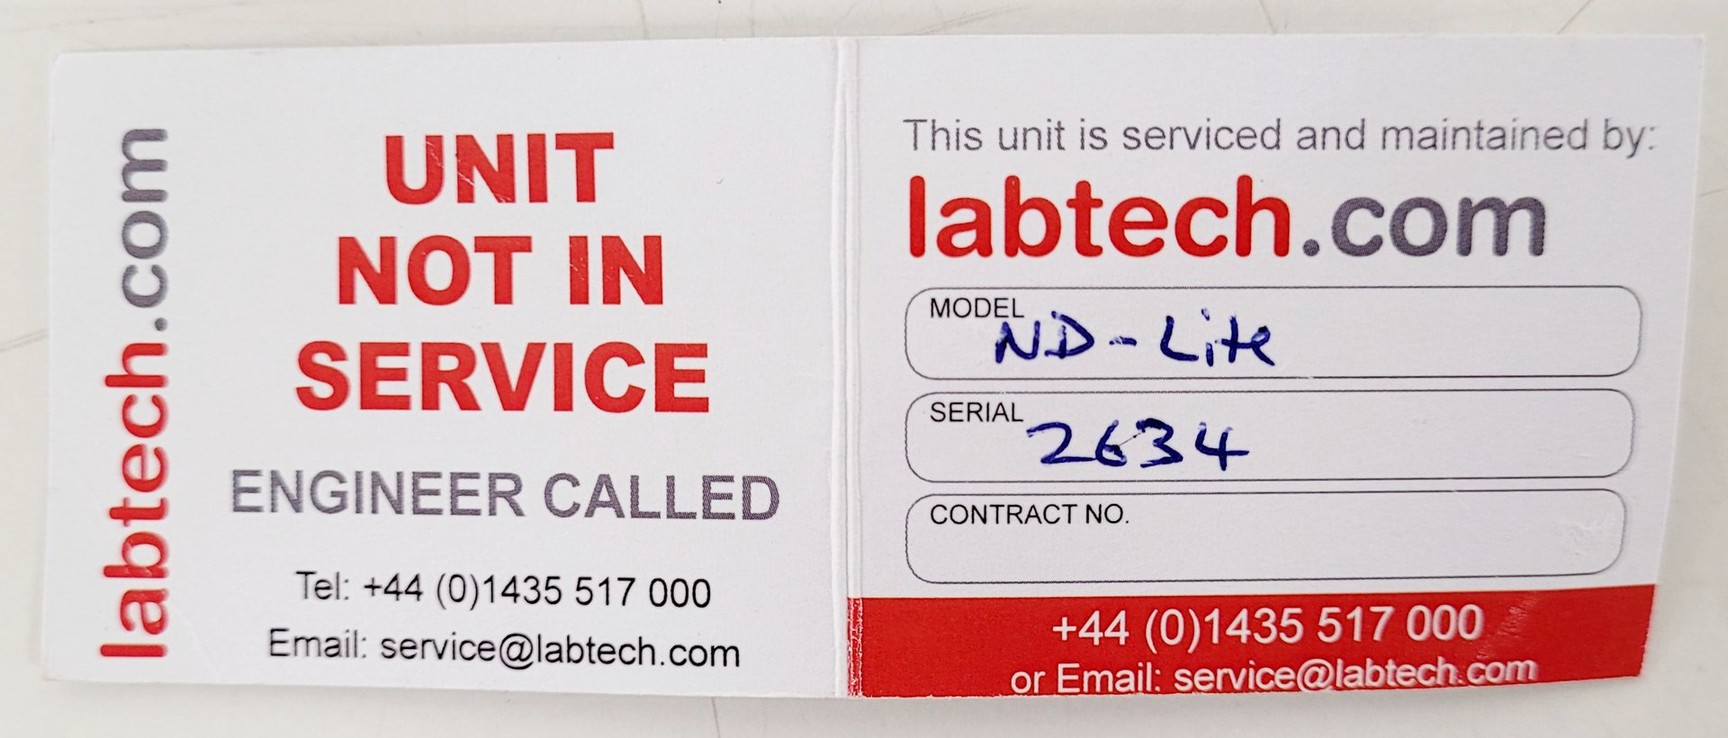 labtech.com
UNIT
NOT IN
SERVICE
ENGINEER CALLED
Tel: +44 (0)1435 517 000
Email: service@labtech.com
This unit is serviced and maintained by:
labtech.com
MODEL ND-Lite
SERIAL 2634
CONTRACT NO.
+44 (0)1435 517 000
or Email: service@labtech.com